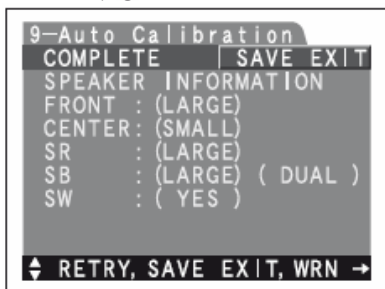 9–Auto Calibration
COMPLETE SAVE EXIT
SPEAKER INFORMATION
FRONT : (LARGE)
CENTER: (SMALL)
SR : (LARGE)
SB : (LARGE) ( DUAL )
SW : ( YES )
RETRY, SAVE EXIT, WRN →